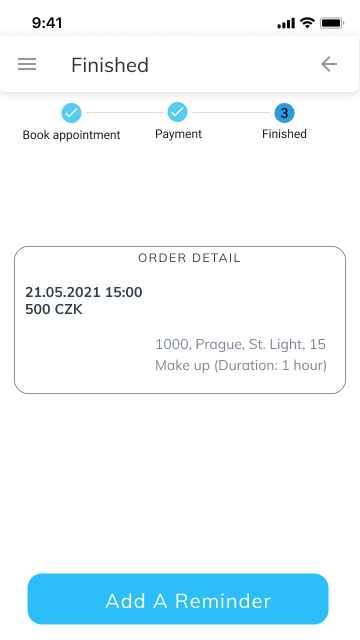 9:41
Finished
3
Book appointment
Payment
Finished
ORDER DETAIL
21.05.2021 15:00
500 CZK
1000, Prague, St. Light, 15
Make up (Duration: 1 hour)
Add A Reminder